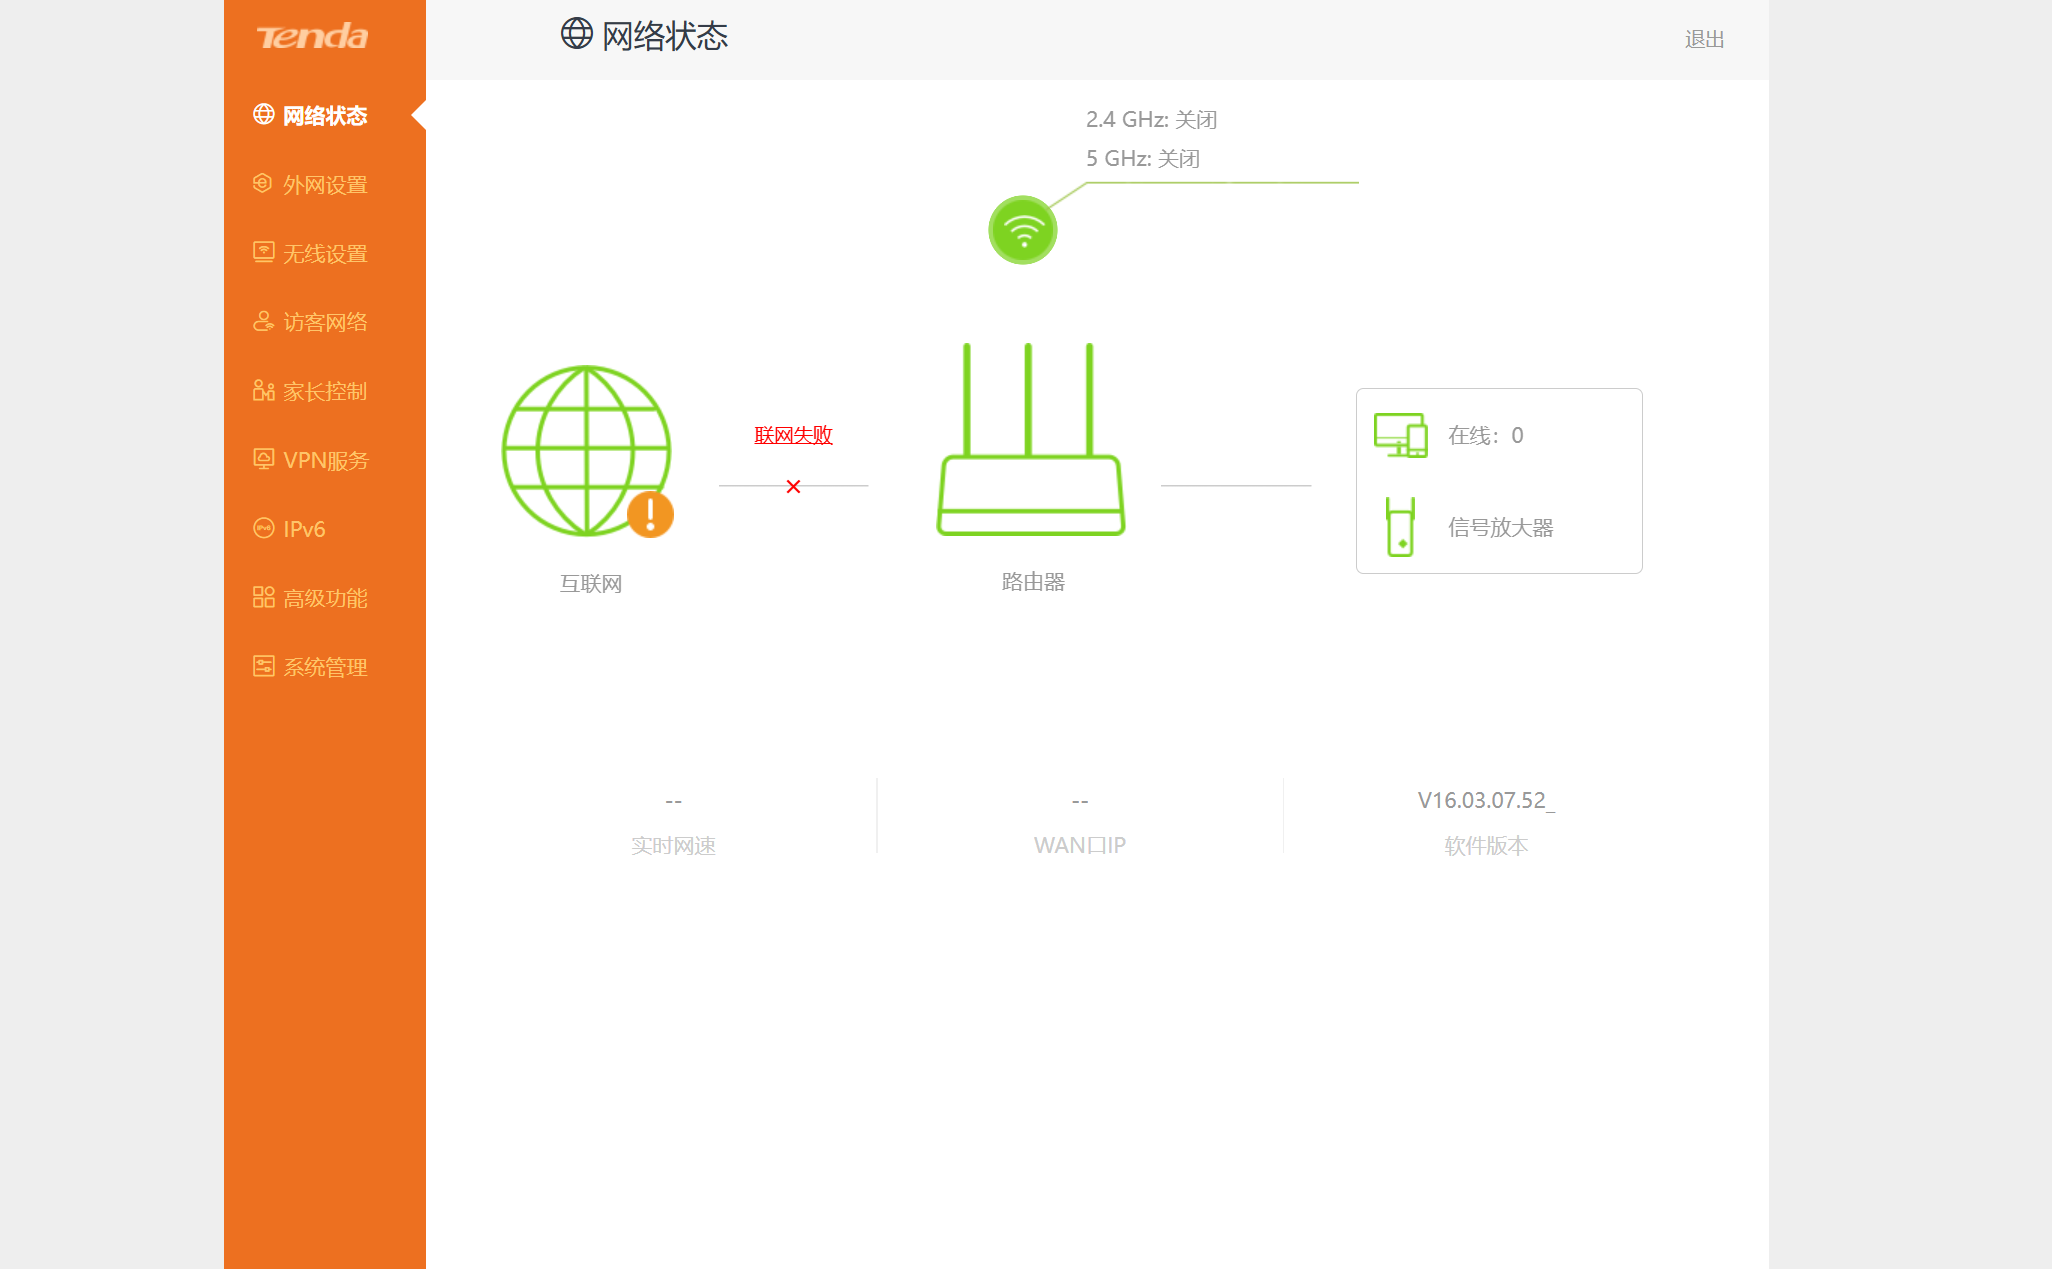 Tenda
网络状态
退出
网络状态
外网设置
无线设置
访客网络
家长控制
VPN服务
IPv6
高级功能
系统管理
2.4 GHz: 关闭
5 GHz: 关闭
联网失败
在线：0
信号放大器
互联网
路由器
--
实时网速
--
WAN口IP
V16.03.07.52_
软件版本